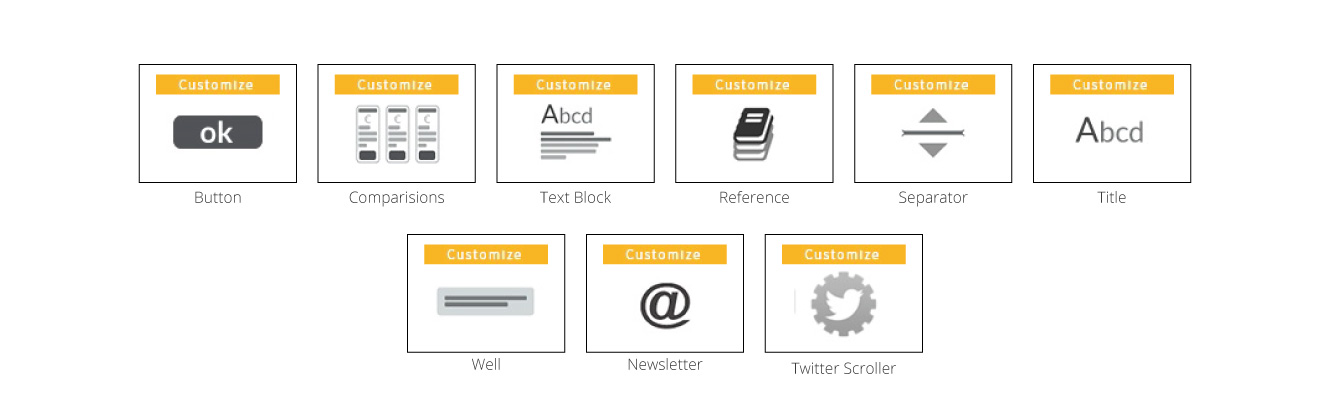 Customize Customize Customize Customize Customize Customize
ok C C C Abcd Abcd
Button Comparisions Text Block Reference Separator Title
Customize Customize Customize
@
Well Newsletter Twitter Scroller